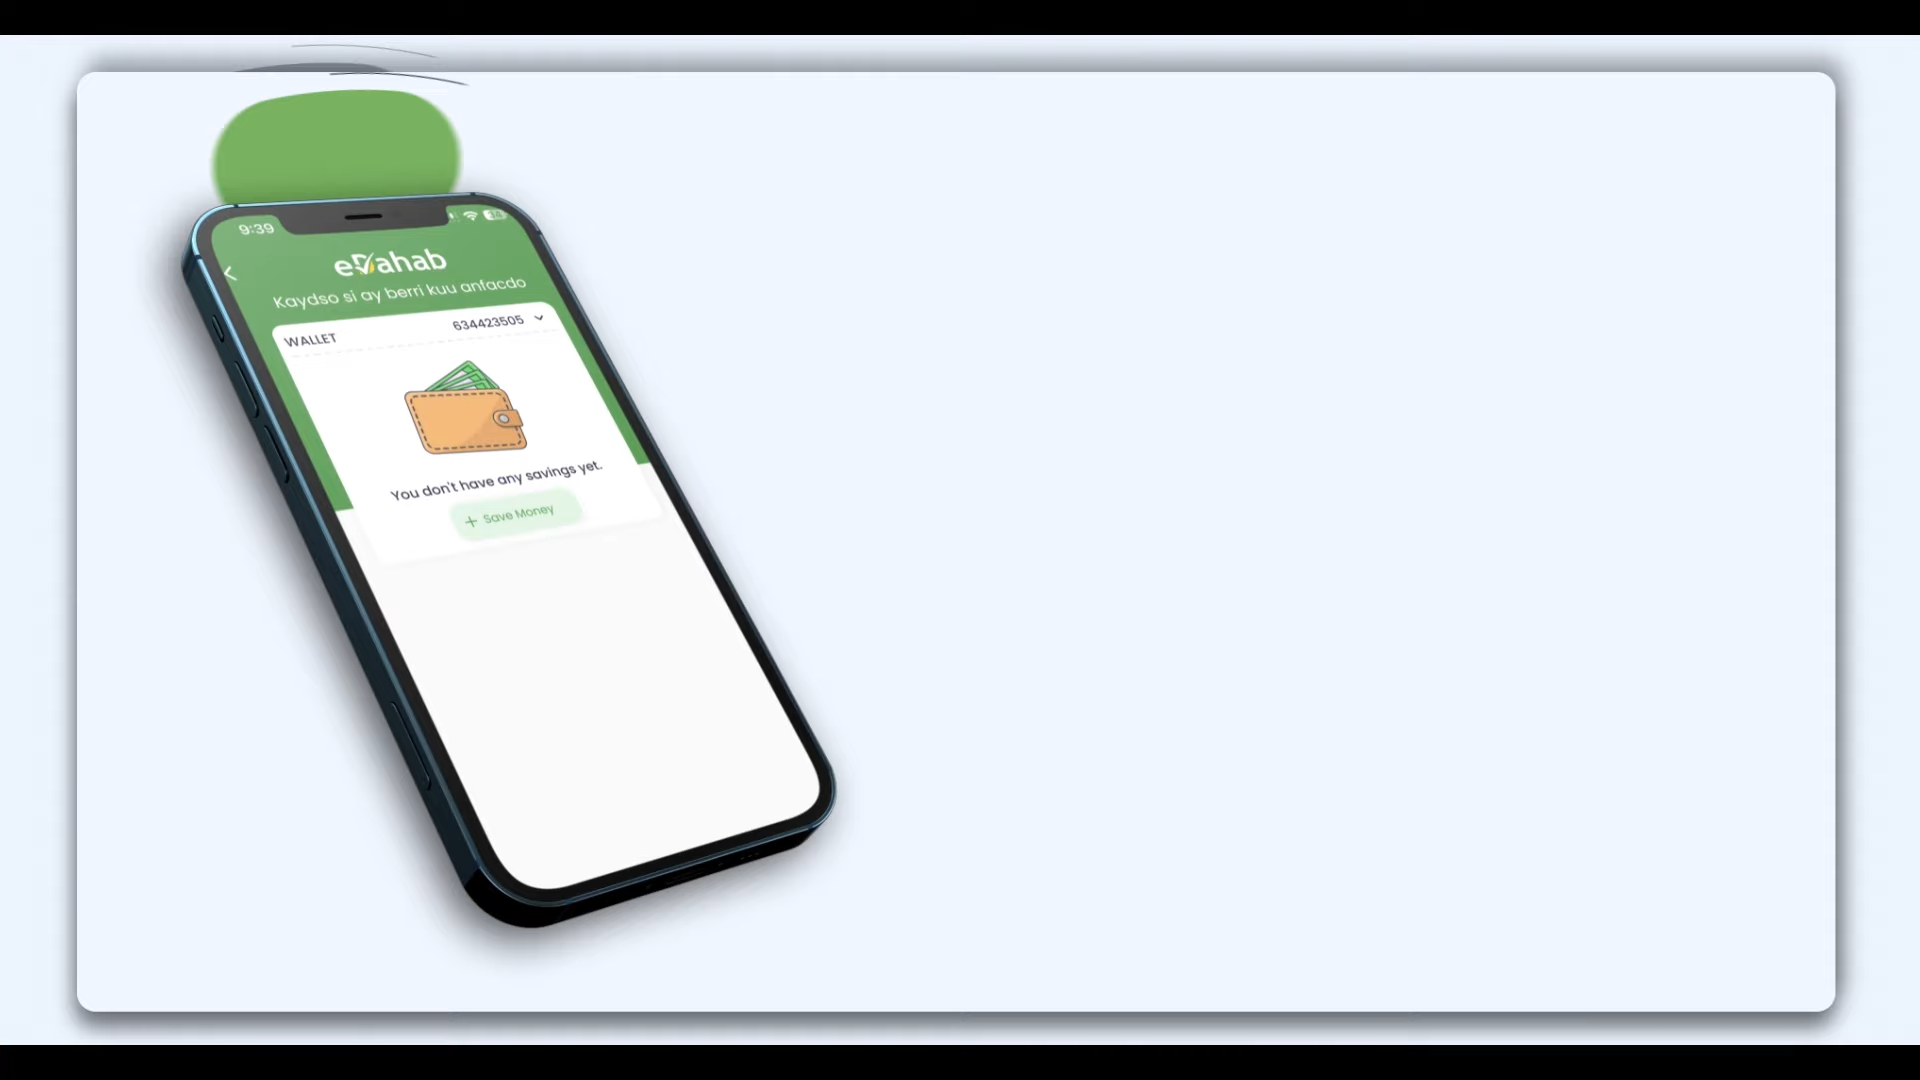 9:39
eDahab
Kaydso si ay berri kuu anfacdo
WALLET 634423505
You don't have any savings yet.
+ Save Money